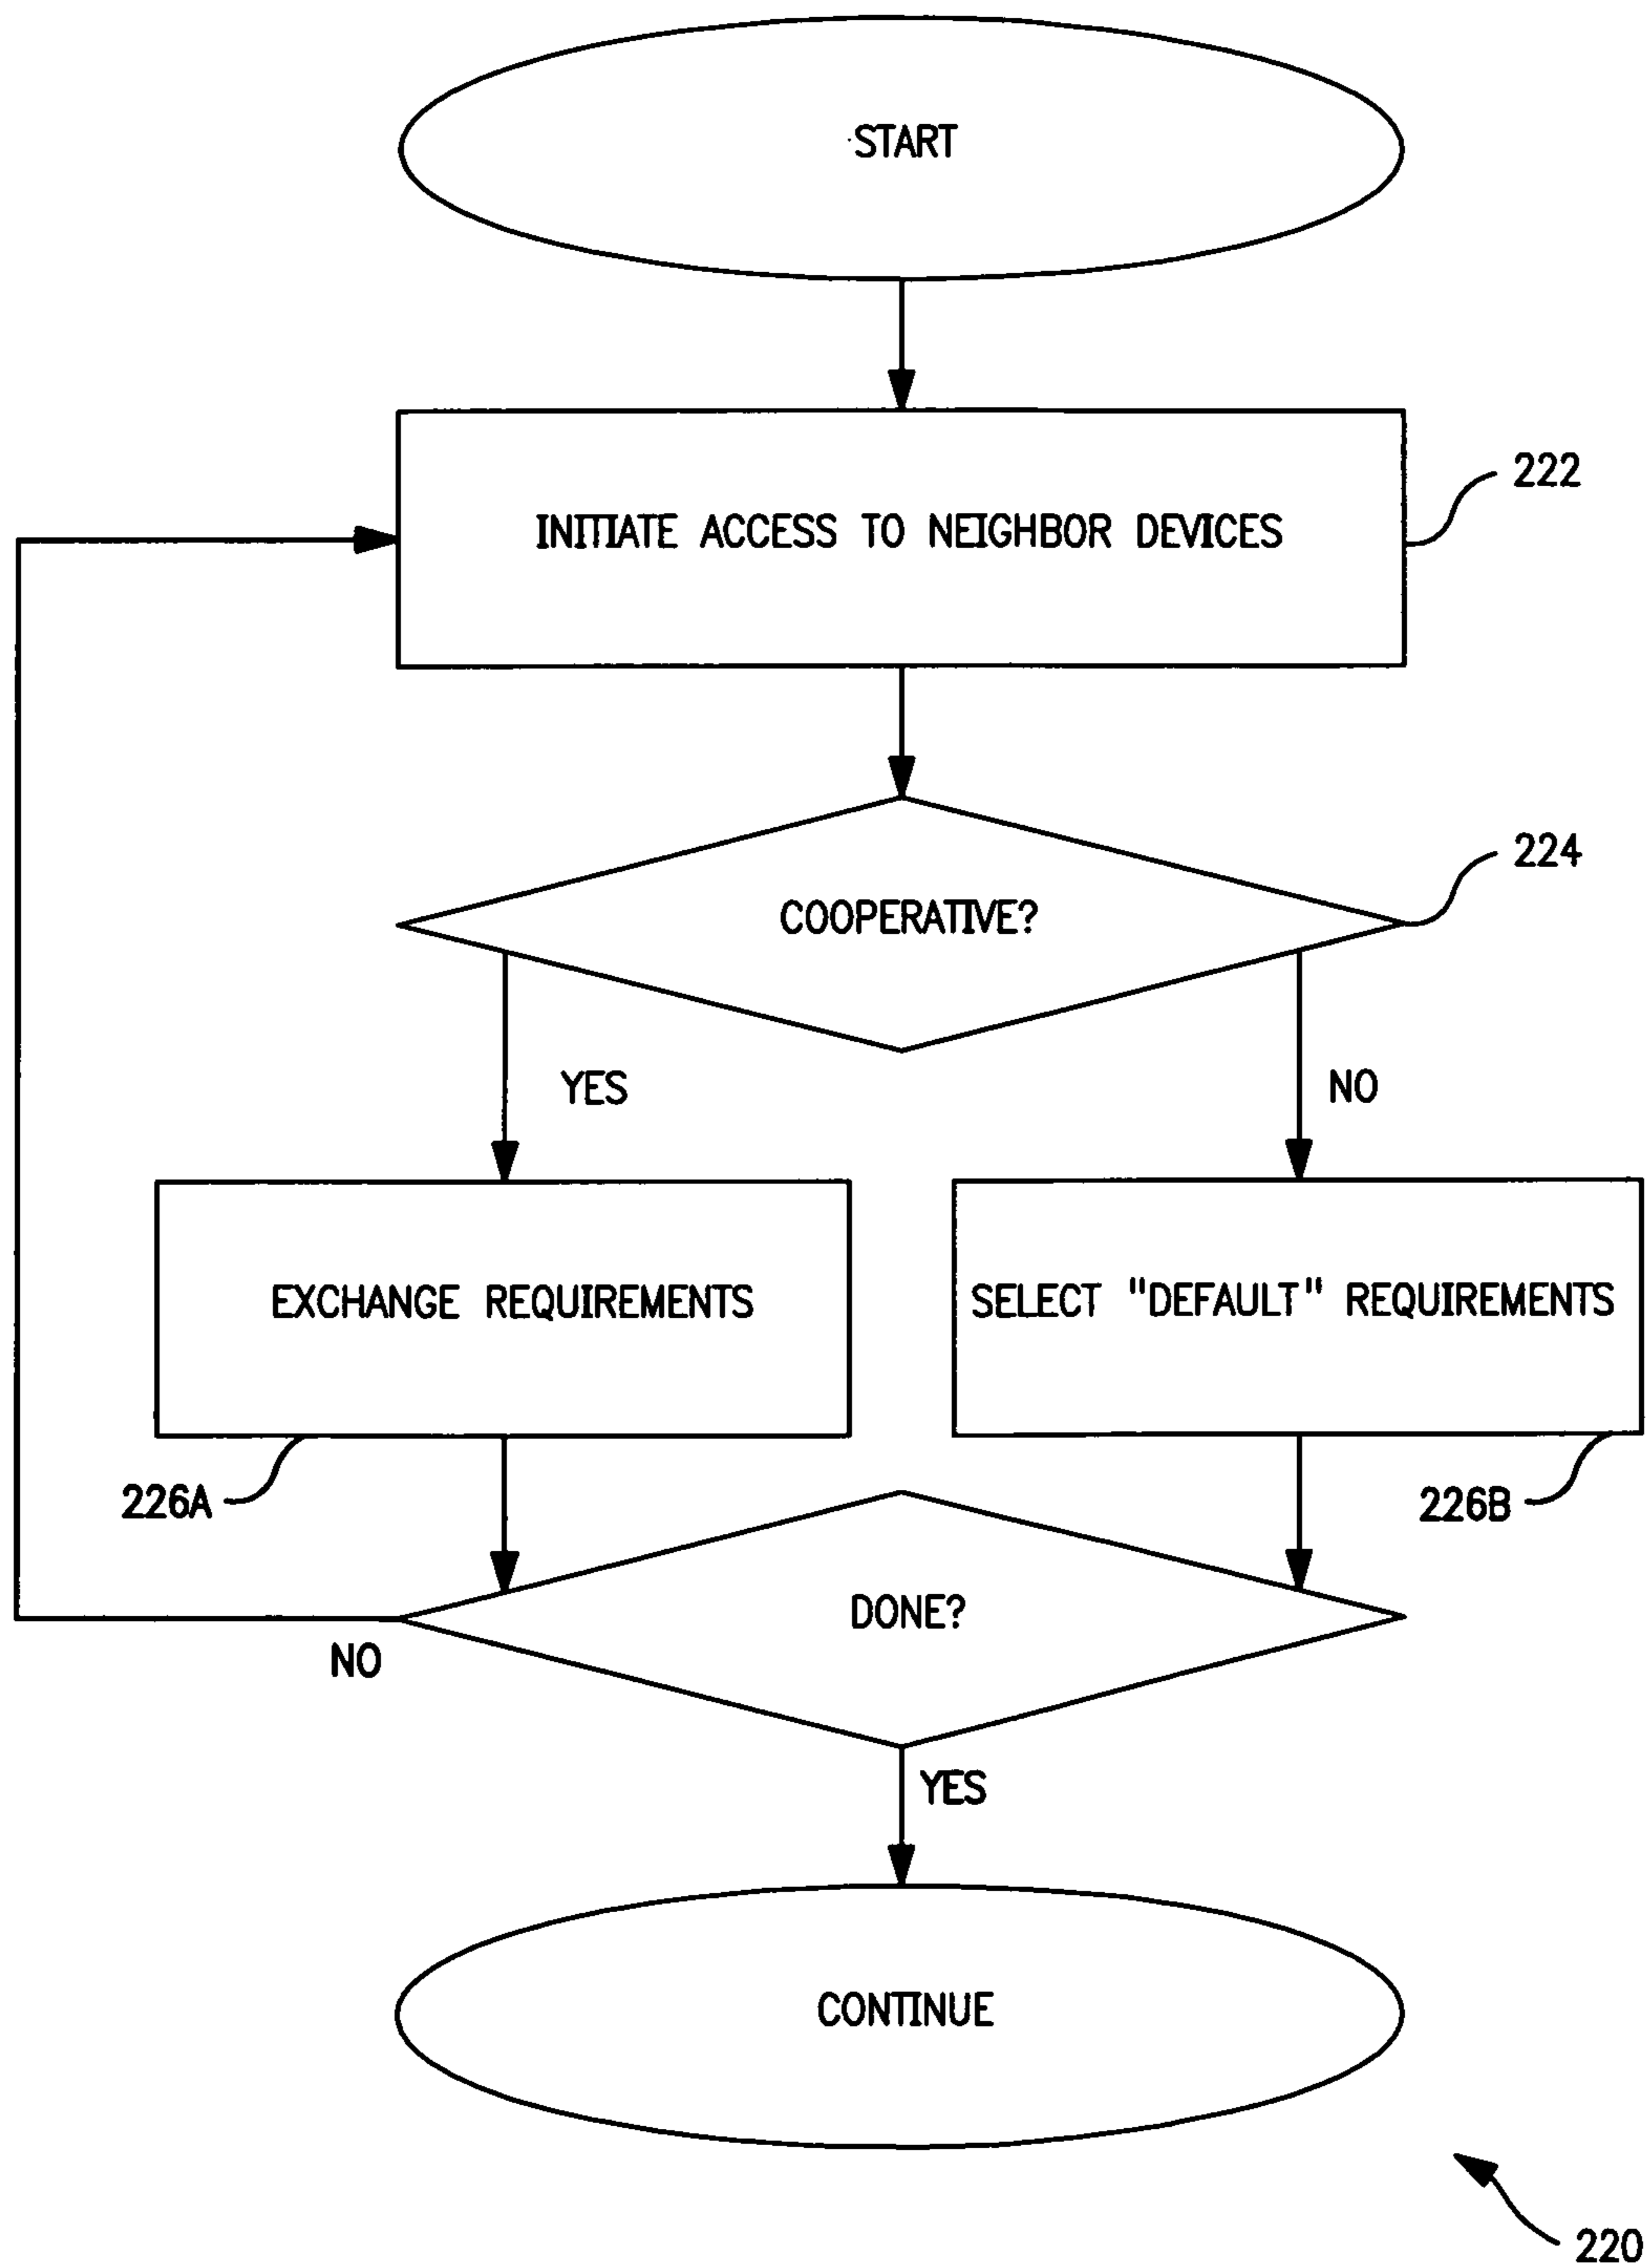 START
INITIATE ACCESS TO NEIGHBOR DEVICES
222
COOPERATIVE?
224
YES
NO
EXCHANGE REQUIREMENTS
SELECT "DEFAULT" REQUIREMENTS
226A
226B
DONE?
NO
YES
CONTINUE
220